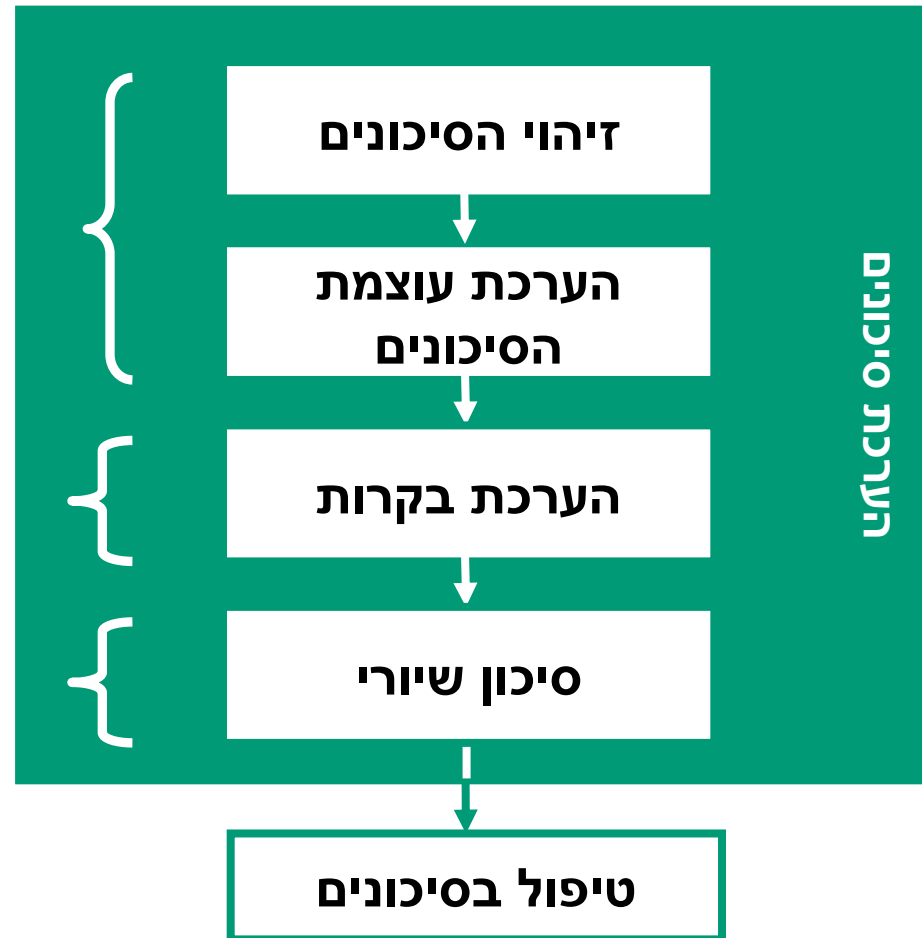 זיהוי הסיכונים
הערכת עוצמת
הסיכונים
הערכת בקרות
סיכון שיורי
הערכת סיכונים
טיפול בסיכונים